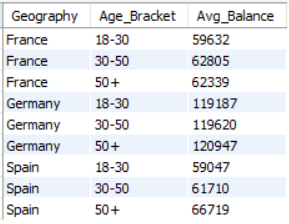 Geography Age_Bracket Avg_Balance
France 18-30 59632
France 30-50 62805
France 50+ 62339
Germany 18-30 119187
Germany 30-50 119620
Germany 50+ 120947
Spain 18-30 59047
Spain 30-50 61710
Spain 50+ 66719